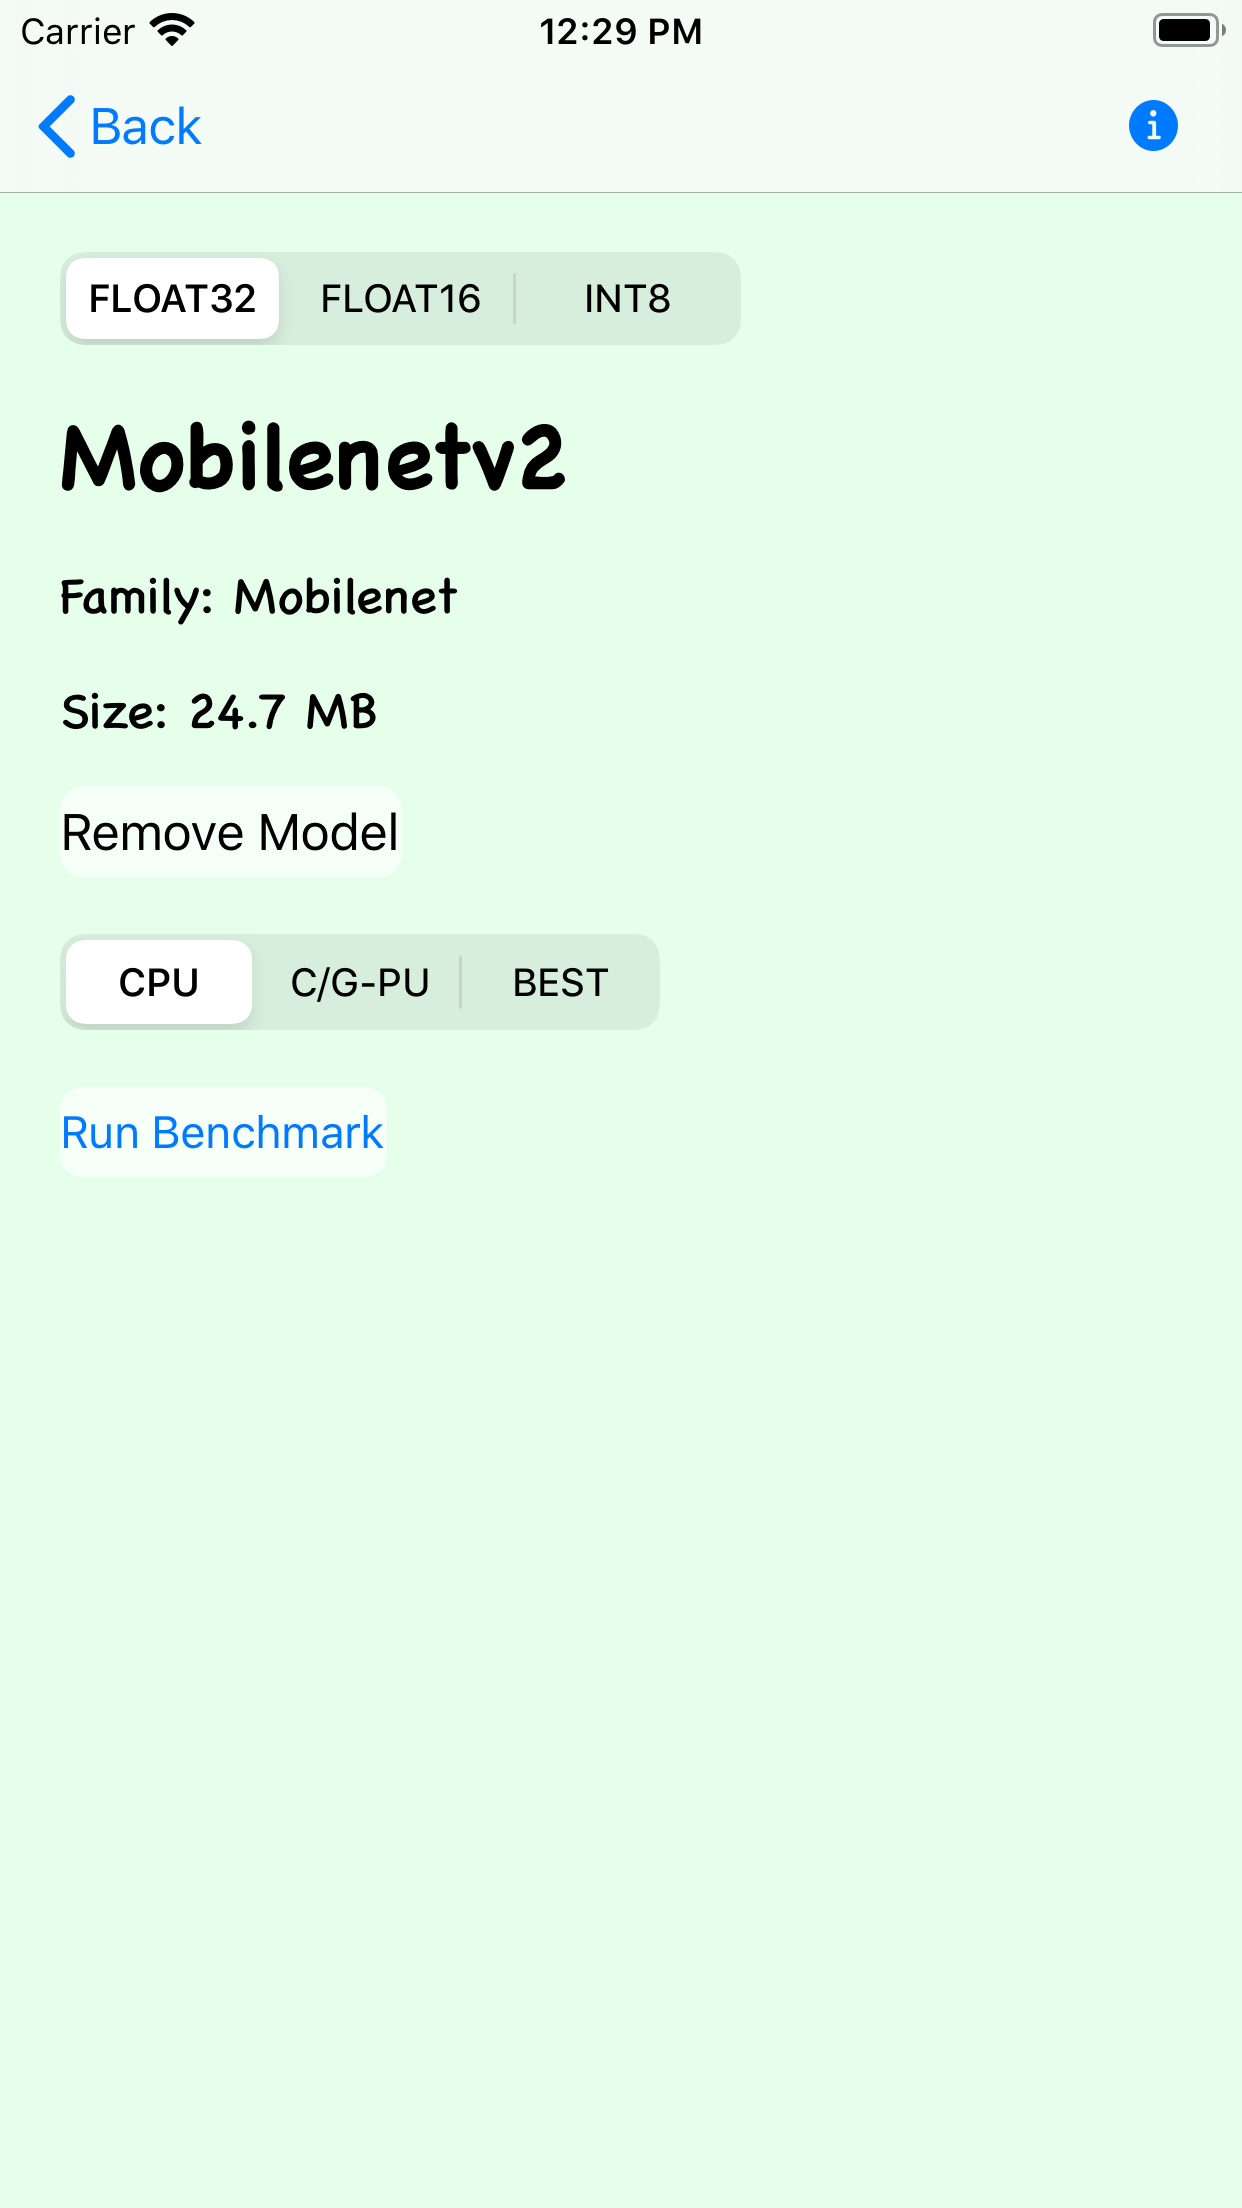 Carrier 12:29 PM
Back
FLOAT32 FLOAT16 INT8
Mobilenetv2
Family: Mobilenet
Size: 24.7 MB
Remove Model
CPU C/G-PU BEST
Run Benchmark